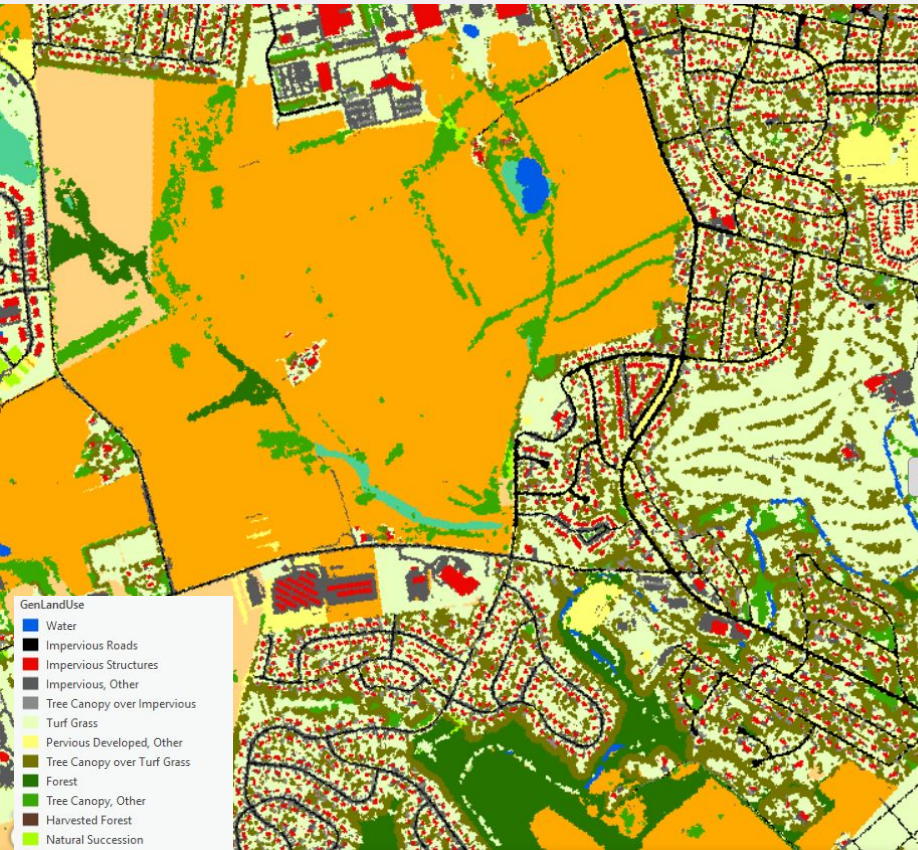 GenLandUse
Water
Impervious Roads
Impervious Structures
Impervious, Other
Tree Canopy over Impervious
Turf Grass
Pervious Developed, Other
Tree Canopy over Turf Grass
Forest
Tree Canopy, Other
Harvested Forest
Natural Succession